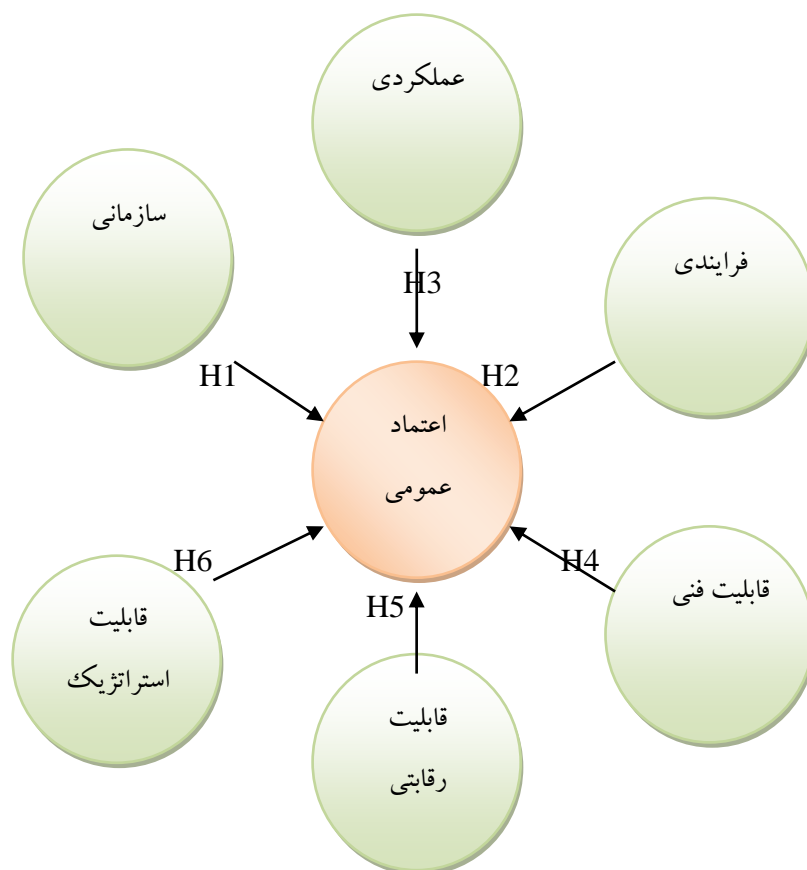 عملکردی
سازمانی
فرایندی
H3
H1
H2
اعتماد
عمومی
H6
H4
قابلیت فنی
H5
قابلیت
استراتژیک
قابلیت
رقابتی